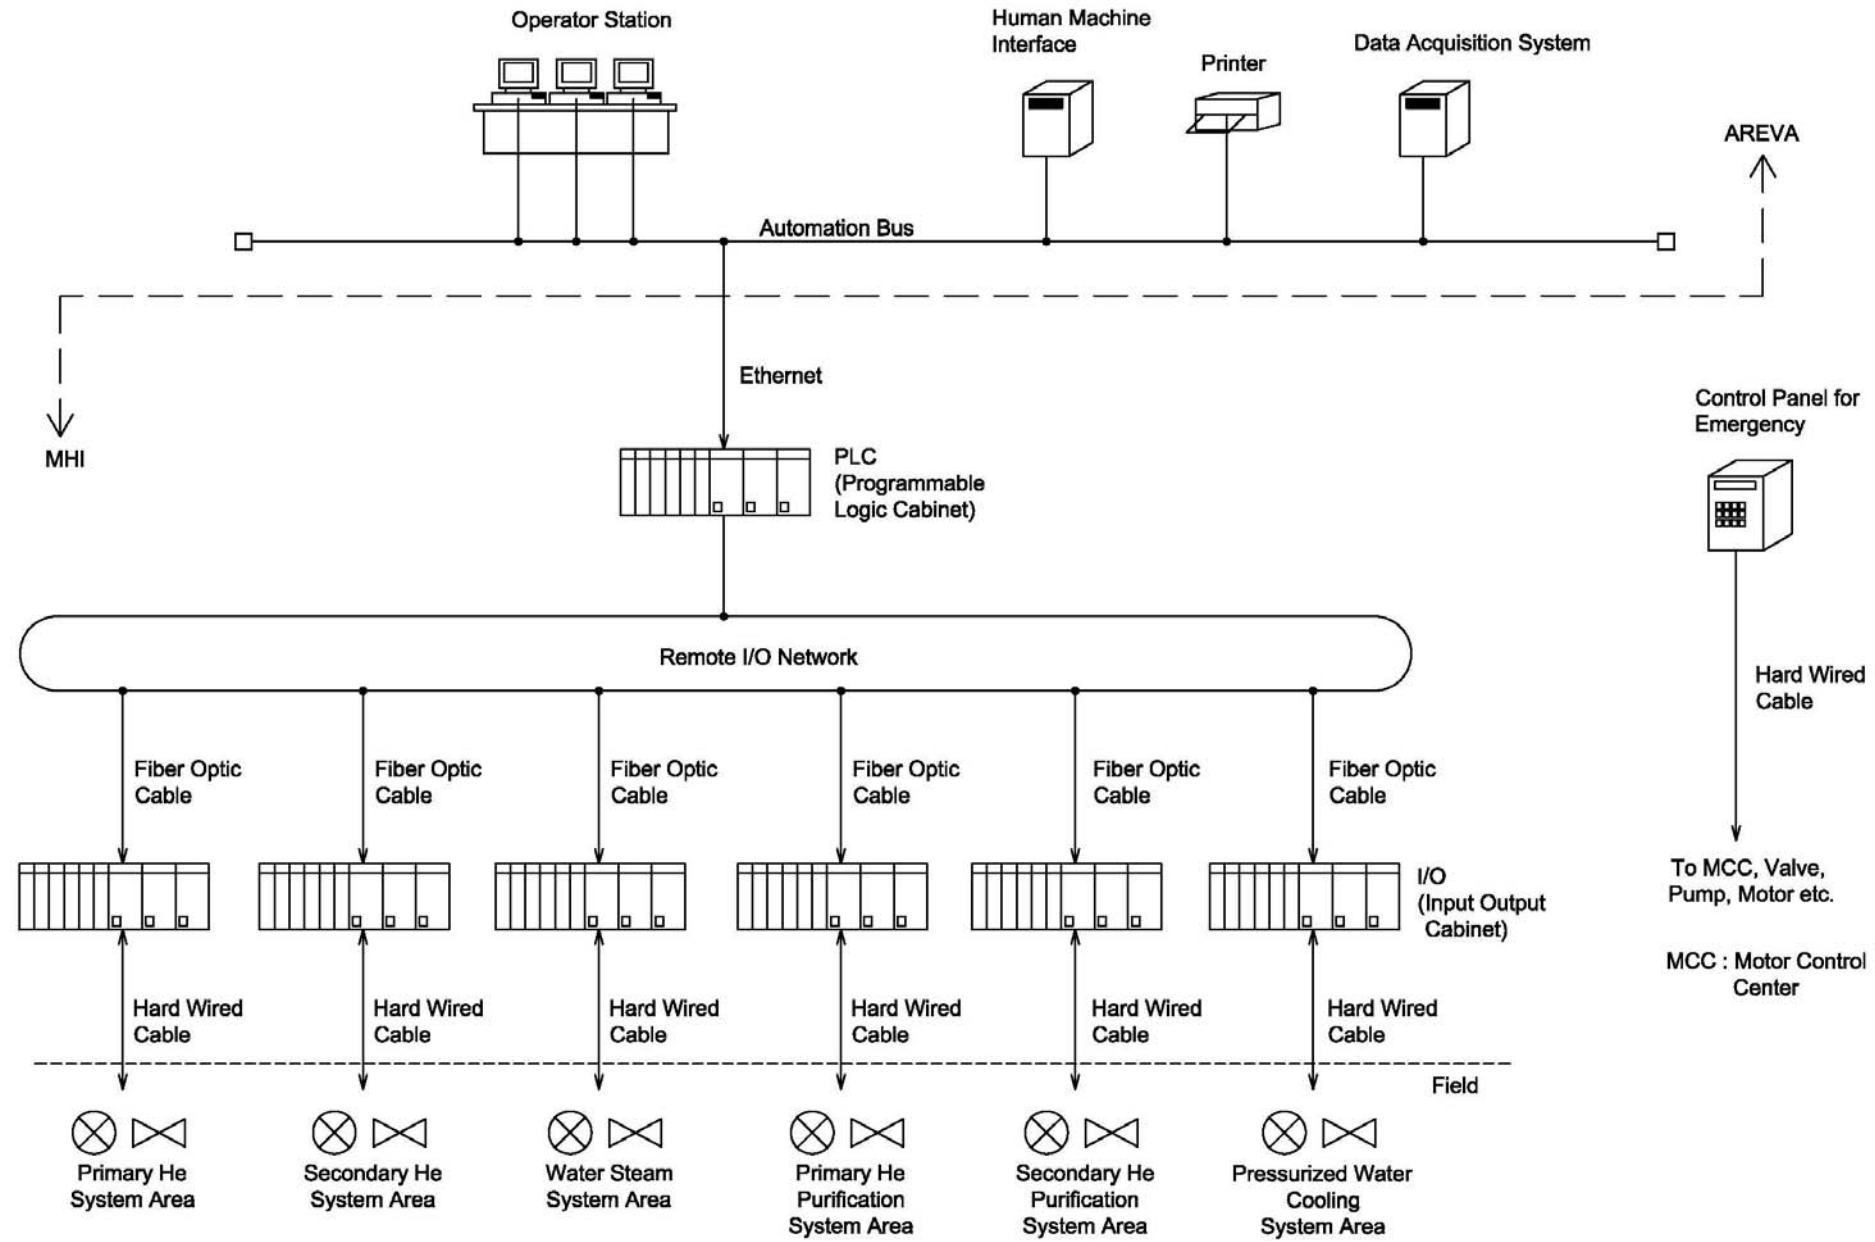 Operator Station
Human Machine
Interface
Printer
Data Acquisition System
AREVA
Automation Bus
Ethernet
MHI
PLC
(Programmable
Logic Cabinet)
Control Panel for
Emergency
Remote I/O Network
Hard Wired
Cable
Fiber Optic
Cable
Fiber Optic
Cable
Fiber Optic
Cable
Fiber Optic
Cable
Fiber Optic
Cable
Fiber Optic
Cable
I/O
(Input Output
Cabinet)
To MCC, Valve,
Pump, Motor etc.
MCC : Motor Control
Center
Hard Wired
Cable
Hard Wired
Cable
Hard Wired
Cable
Hard Wired
Cable
Hard Wired
Cable
Hard Wired
Cable
Field
Primary He
System Area
Secondary He
System Area
Water Steam
System Area
Primary He
Purification
System Area
Secondary He
Purification
System Area
Pressurized Water
Cooling
System Area